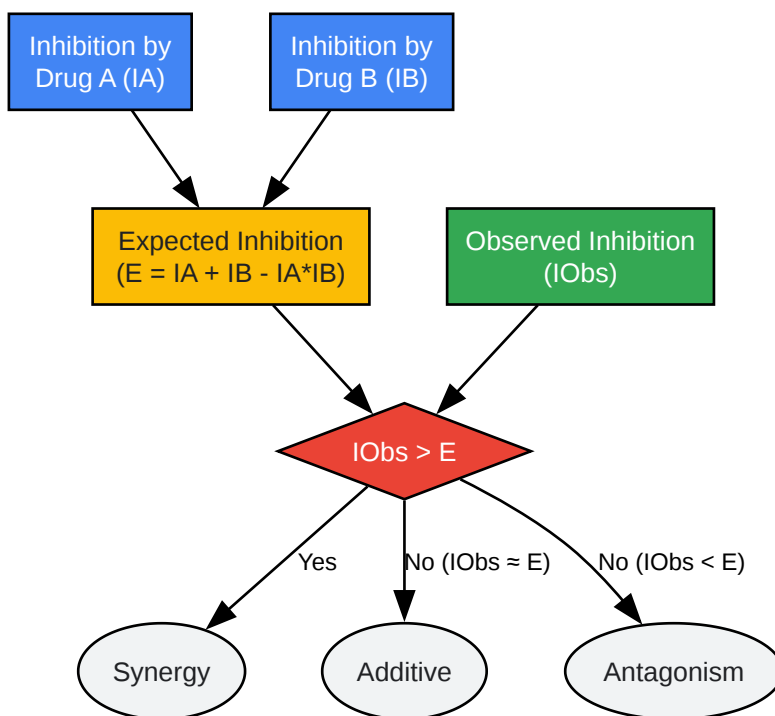 Inhibition by
Drug A (IA)
Inhibition by
Drug B (IB)
Expected Inhibition
(E = IA + IB - IA*IB)
Observed Inhibition
(IObs)
IObs > E
Yes
No (IObs ≈ E)
No (IObs < E)
Synergy
Additive
Antagonism